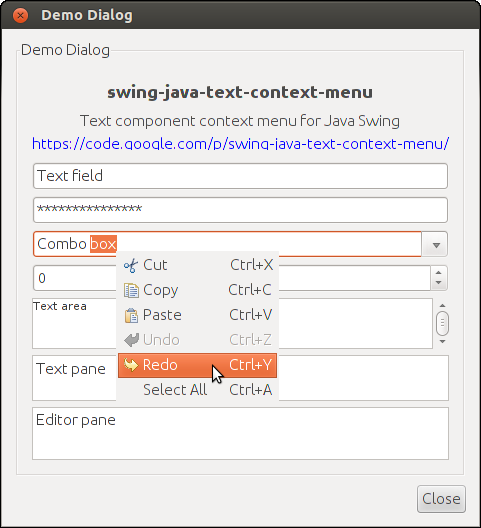 Demo Dialog
Demo Dialog
swing-java-text-context-menu
Text component context menu for Java Swing
https://code.google.com/p/swing-java-text-context-menu/
Text field
***************
Combo box
0
Cut Ctrl+X
Copy Ctrl+C
Text area
Paste Ctrl+V
Undo Ctrl+Z
Text pane
Redo Ctrl+Y
Select All Ctrl+A
Editor pane
Close